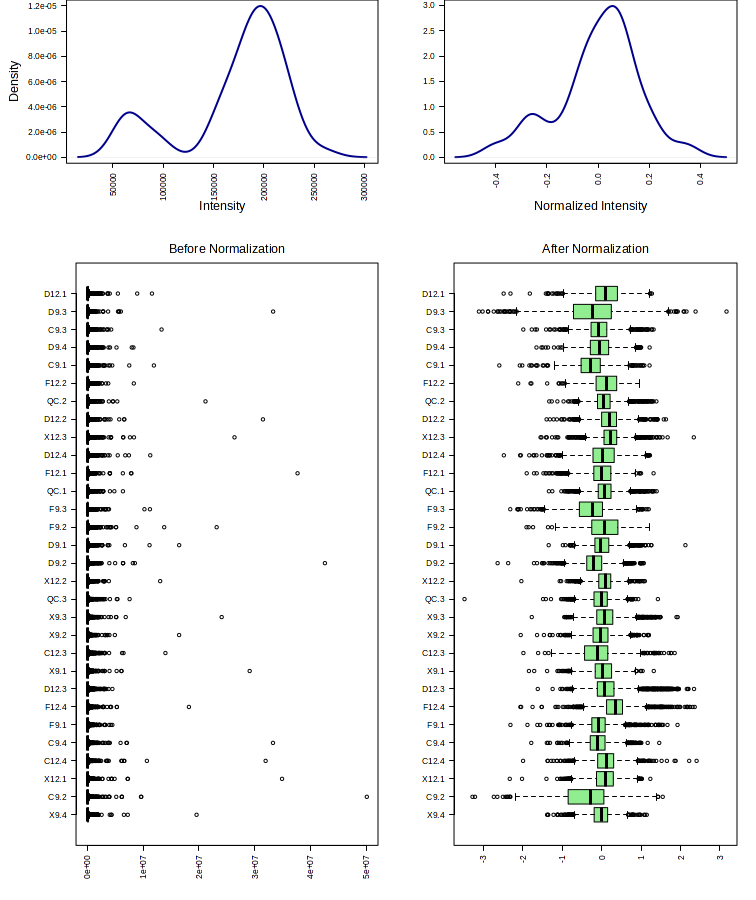 1.2e-05
1.0e-05
8.0e-06
6.0e-06
4.0e-06
2.0e-06
0.0e+00
Density
50000
100000
150000
200000
250000
300000
Intensity
3.0
2.5
2.0
1.5
1.0
0.5
0.0
-0.4
-0.2
0.0
0.2
0.4
Normalized Intensity
Before Normalization
D12.1
D9.3
C9.3
D9.4
C9.1
F12.2
QC.2
D12.2
X12.3
D12.4
F12.1
QC.1
F9.3
F9.2
D9.1
D9.2
X12.2
QC.3
X9.3
X9.2
C12.3
X9.1
D12.3
F12.4
F9.1
C9.4
C12.4
X12.1
C9.2
X9.4
0e+00
1e+07
2e+07
3e+07
4e+07
5e+07
After Normalization
D12.1
D9.3
C9.3
D9.4
C9.1
F12.2
QC.2
D12.2
X12.3
D12.4
F12.1
QC.1
F9.3
F9.2
D9.1
D9.2
X12.2
QC.3
X9.3
X9.2
C12.3
X9.1
D12.3
F12.4
F9.1
C9.4
C12.4
X12.1
C9.2
X9.4
-3
-2
-1
0
1
2
3